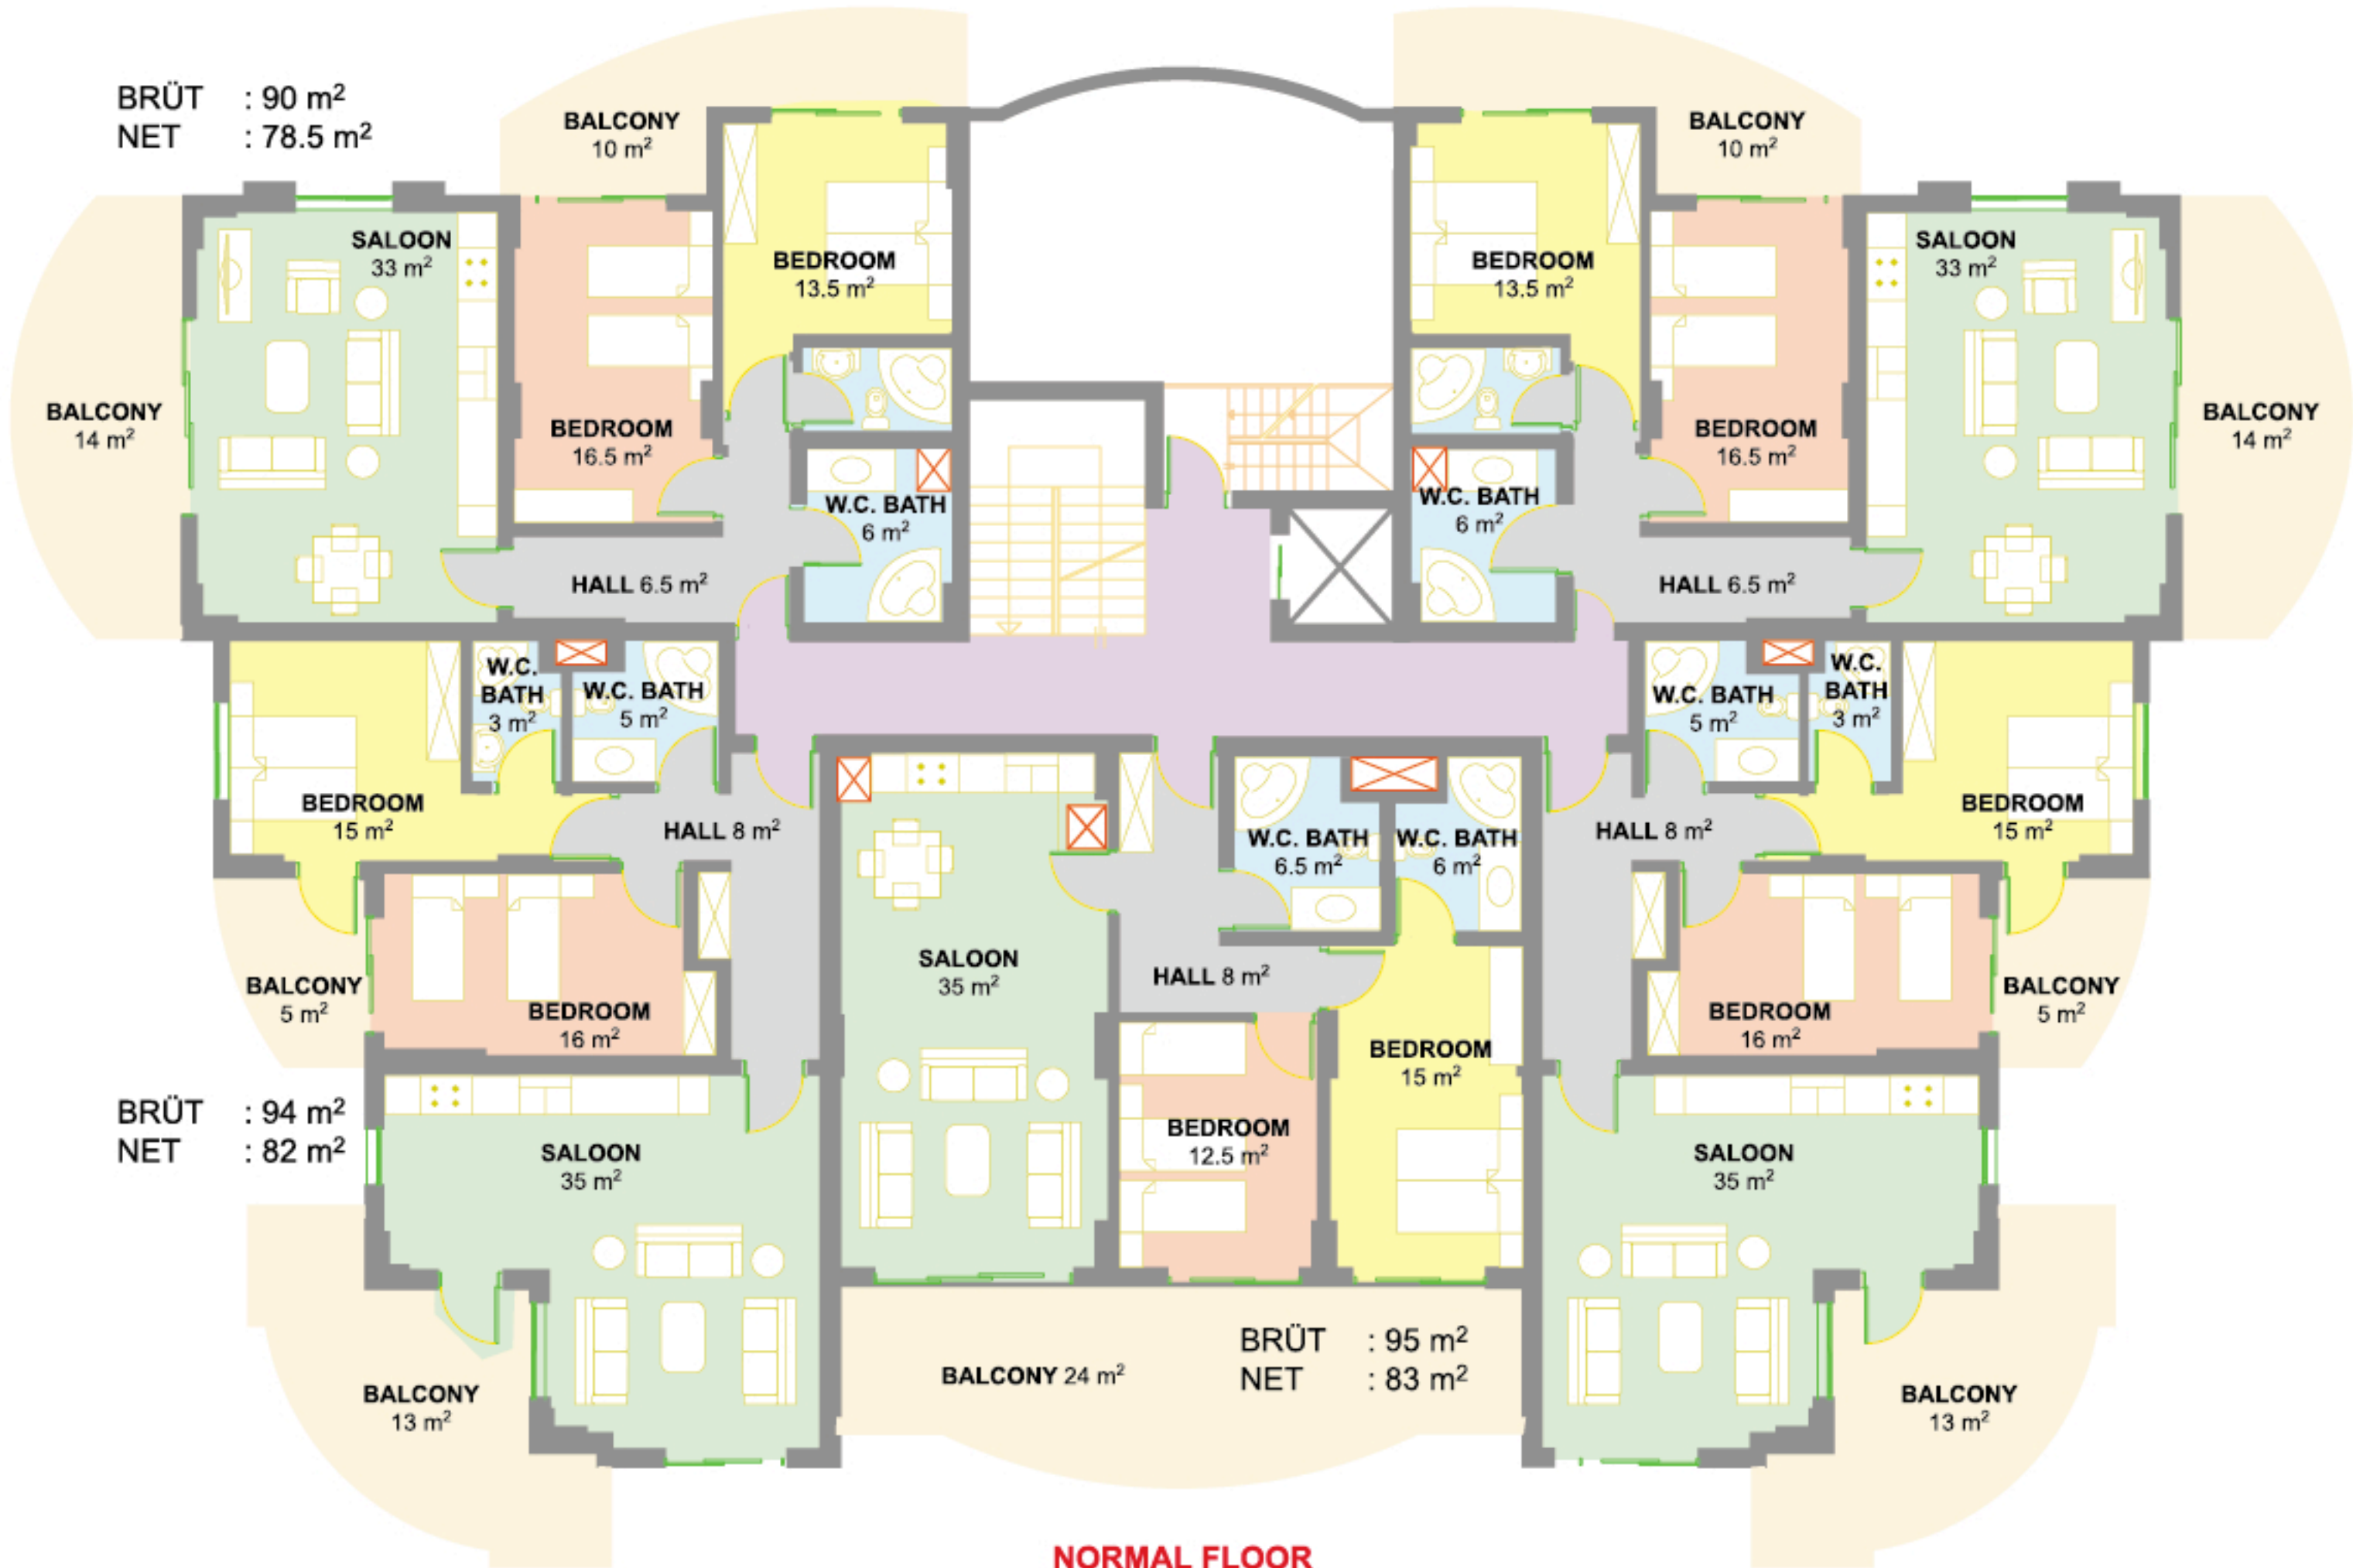 BRÜT : 90 m²
NET : 78.5 m²
BALCONY
10 m²
BALCONY
10 m²
SALOON
33 m²
BEDROOM
13.5 m²
BEDROOM
13.5 m²
SALOON
33 m²
BALCONY
14 m²
BEDROOM
16.5 m²
BEDROOM
16.5 m²
BALCONY
14 m²
W.C. BATH
6 m²
W.C. BATH
6 m²
HALL 6.5 m²
HALL 6.5 m²
W.C.
BATH
3 m²
W.C. BATH
5 m²
W.C. BATH
5 m²
W.C.
BATH
3 m²
BEDROOM
15 m²
HALL 8 m²
W.C. BATH
6.5 m²
W.C. BATH
6 m²
HALL 8 m²
BEDROOM
15 m²
BALCONY
5 m²
BEDROOM
16 m²
SALOON
35 m²
HALL 8 m²
BEDROOM
15 m²
BEDROOM
16 m²
BALCONY
5 m²
BRÜT : 94 m²
NET : 82 m²
SALOON
35 m²
BEDROOM
12.5 m²
SALOON
35 m²
BALCONY
13 m²
BALCONY 24 m²
BRÜT : 95 m²
NET : 83 m²
BALCONY
13 m²
NORMAL FLOOR